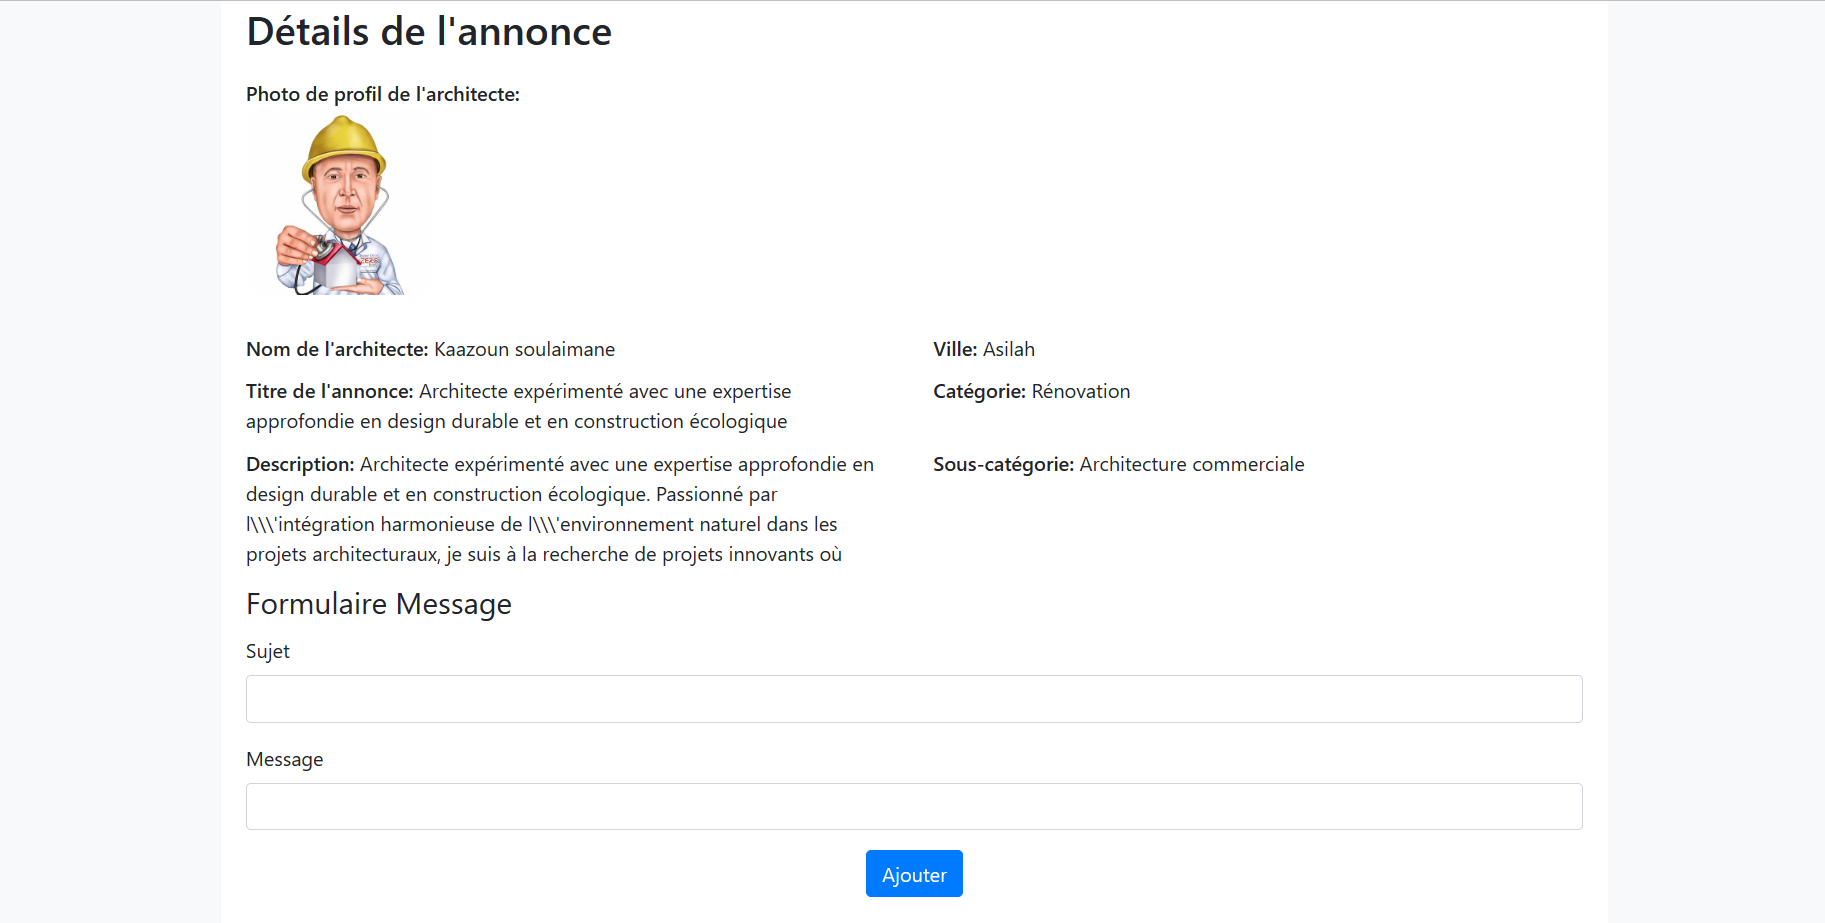 Détails de l'annonce
Photo de profil de l'architecte:
Nom de l'architecte: Kaazoun soulaimane
Ville: Asilah
Titre de l'annonce: Architecte expérimenté avec une expertise
approfondie en design durable et en construction écologique
Catégorie: Rénovation
Description: Architecte expérimenté avec une expertise approfondie en
design durable et en construction écologique. Passionné par
l\\\'intégration harmonieuse de l\\\'environnement naturel dans les
projets architecturaux, je suis à la recherche de projets innovants où
Sous-catégorie: Architecture commerciale
Formulaire Message
Sujet
Message
Ajouter